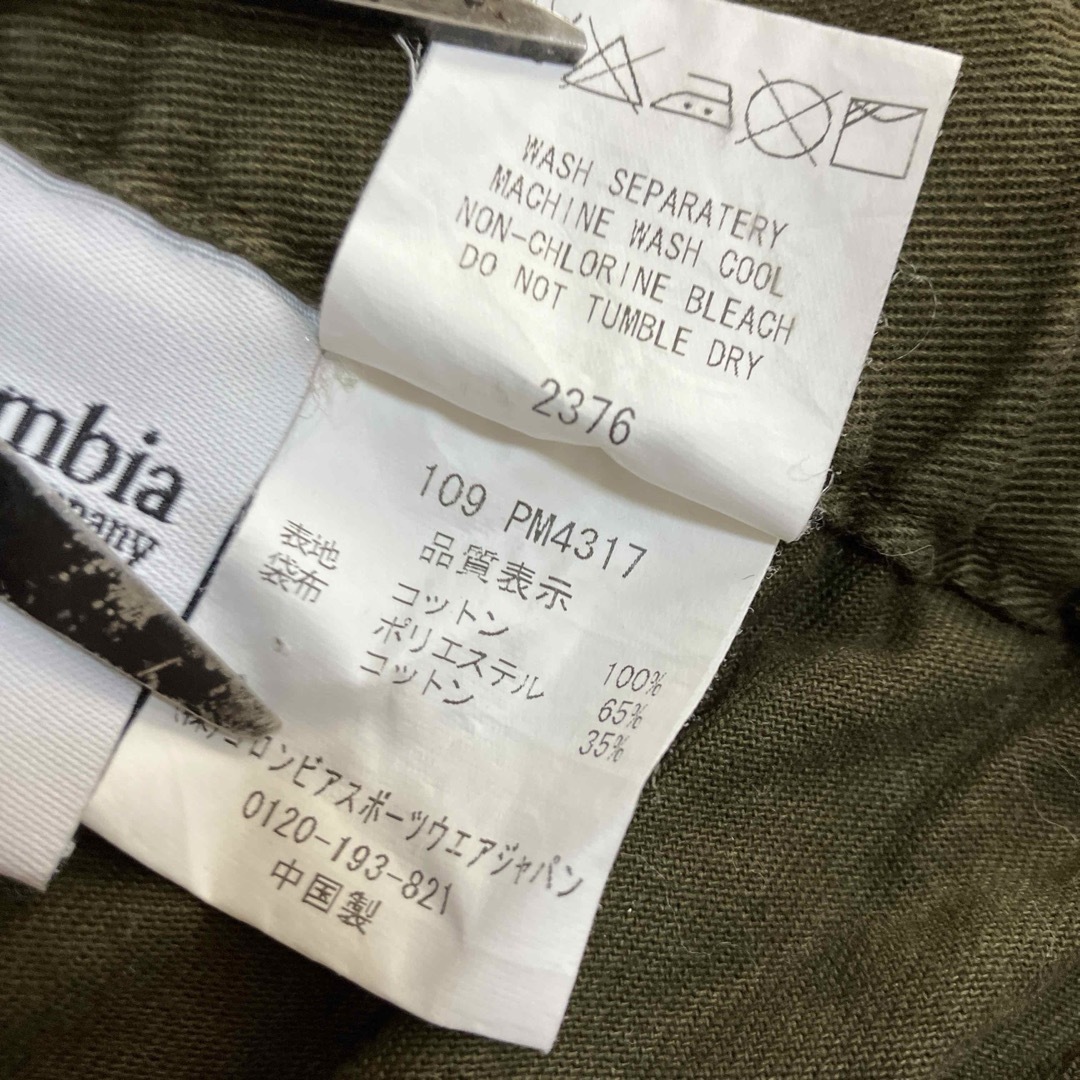 WASH SEPARATERY
MACHINE WASH COOL
NON-CHLORINE BLEACH
DO NOT TUMBLE DRY
2376
109 PM4317
品質表示
表地 コットン 100%
袋布 ポリエステル 65%
コットン 35%
ロンビアスポーツウエアジャパン
0120-193-821
中国製
mbia
pany